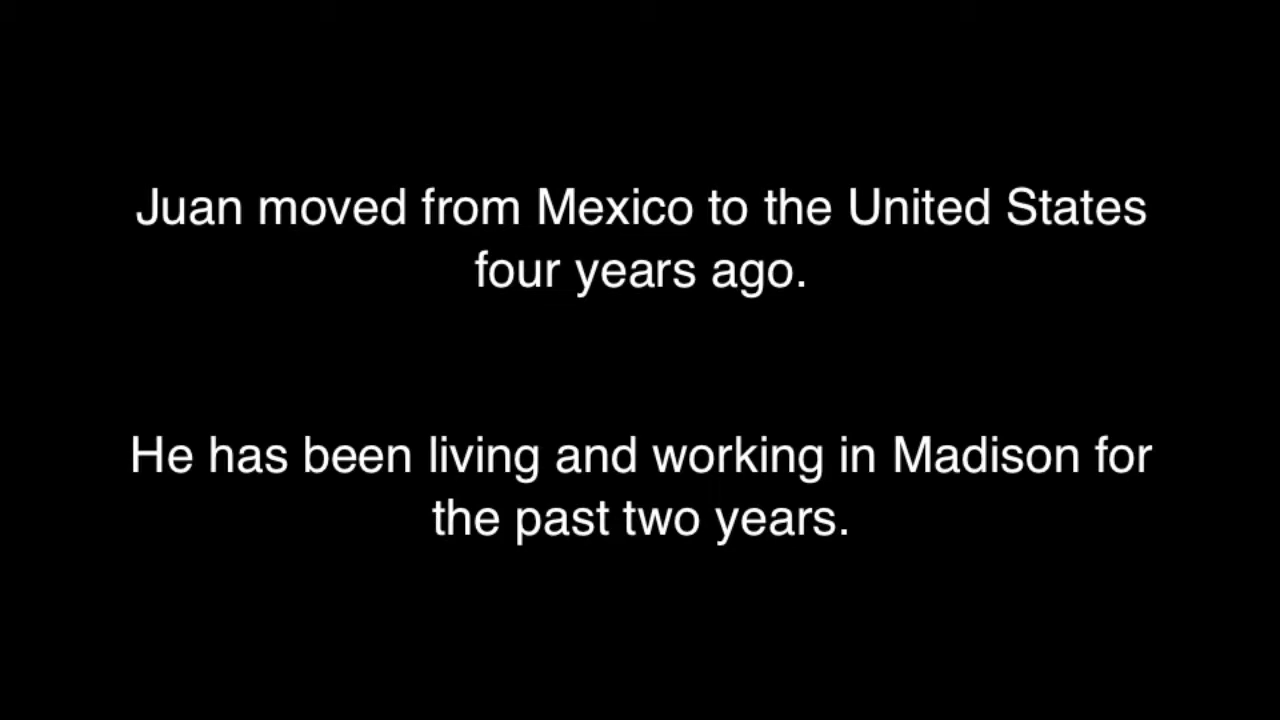 Juan moved from Mexico to the United States
four years ago.
He has been living and working in Madison for
the past two years.